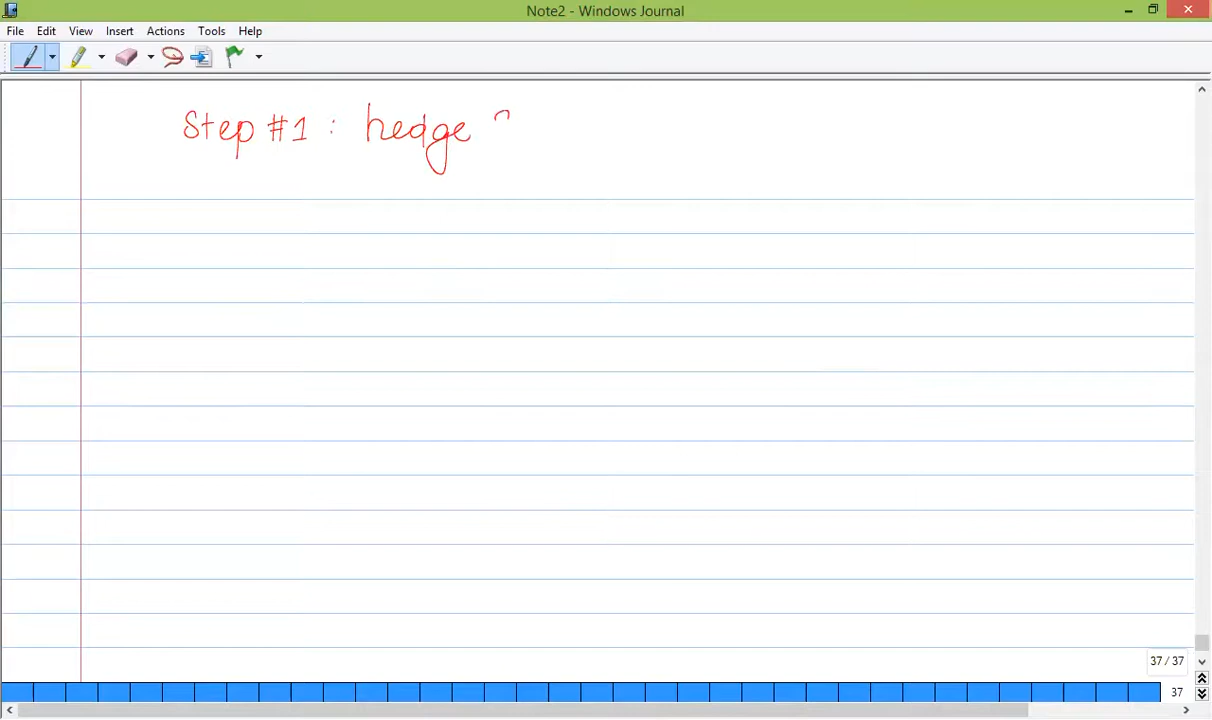 Note2 - Windows Journal
File Edit View Insert Actions Tools Help
Step #1 : hedge
37 / 37
37